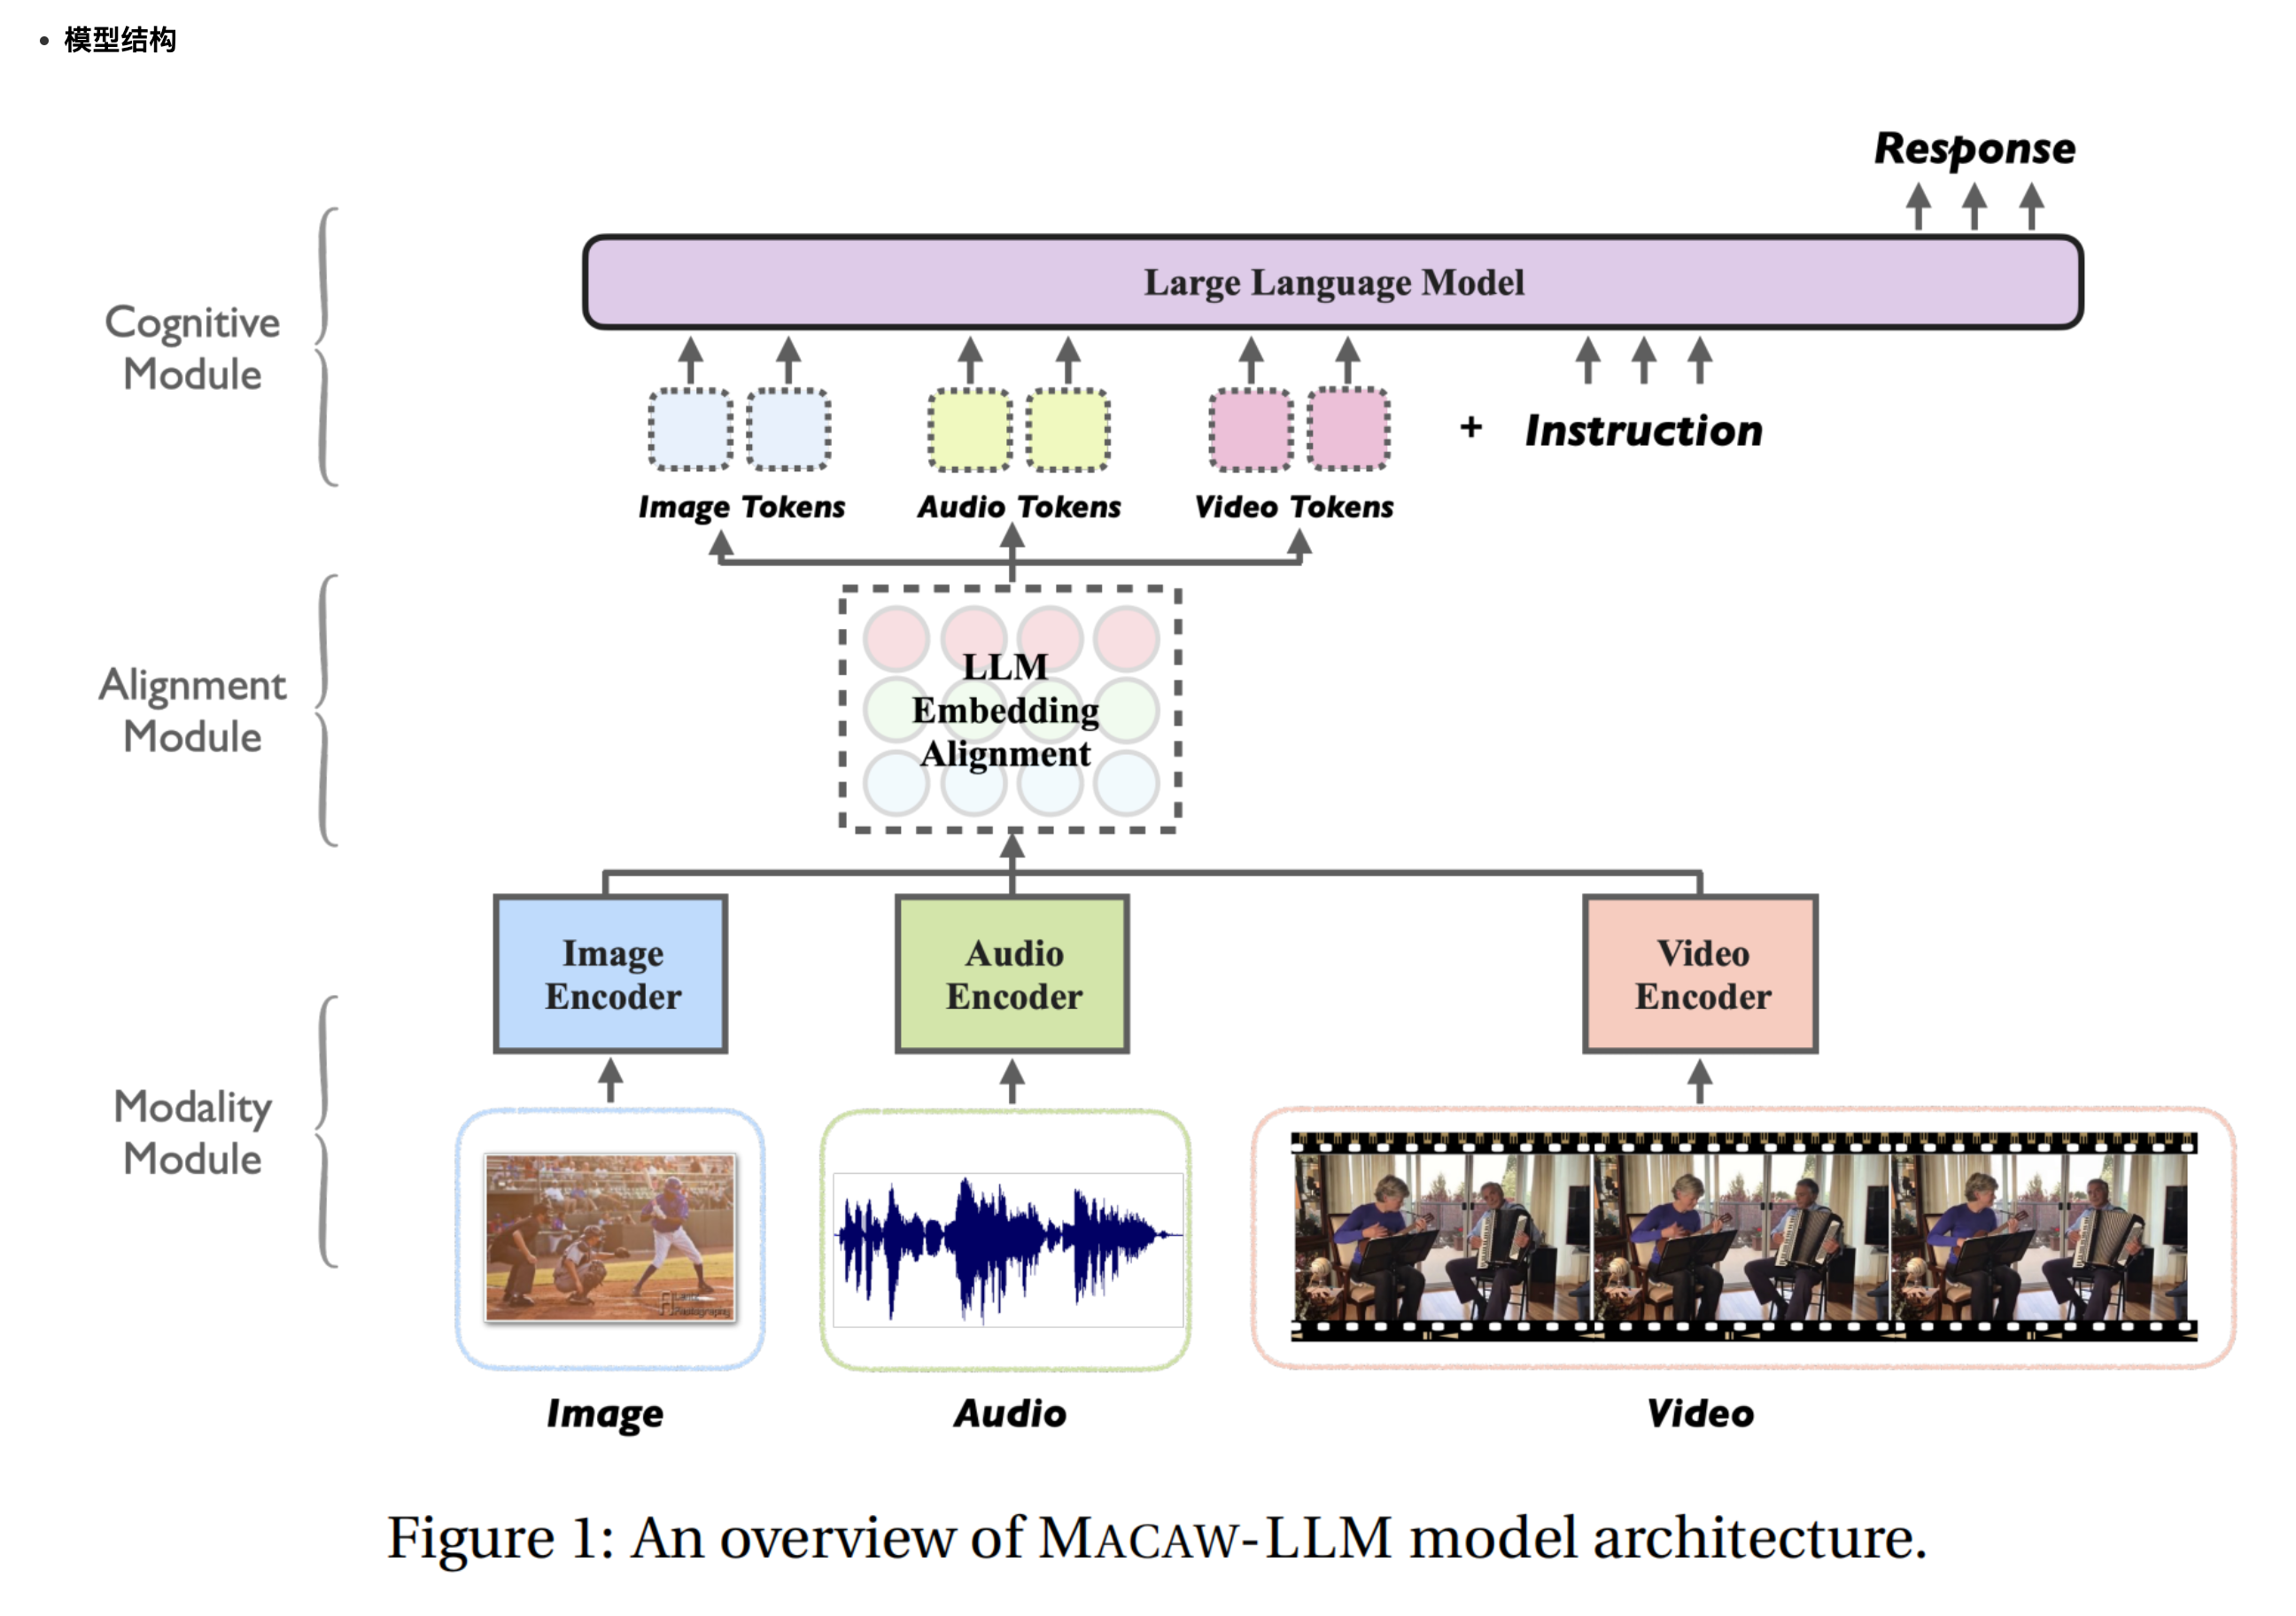 模型结构
Response
Large Language Model
Cognitive
Module
+ Instruction
Image Tokens
Audio Tokens
Video Tokens
Alignment
Module
LLM
Embedding
Alignment
Image
Encoder
Audio
Encoder
Video
Encoder
Modality
Module
Photography
Image
Audio
Video
Figure 1: An overview of MACAW-LLM model architecture.